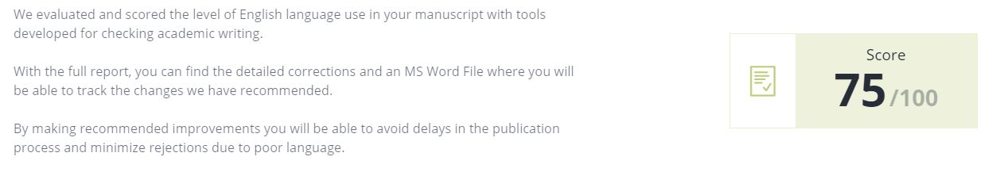 We evaluated and scored the level of English language use in your manuscript with tools
developed for checking academic writing.
With the full report, you can find the detailed corrections and an MS Word File where you will
be able to track the changes we have recommended.
By making recommended improvements you will be able to avoid delays in the publication
process and minimize rejections due to poor language.
Score
75/100